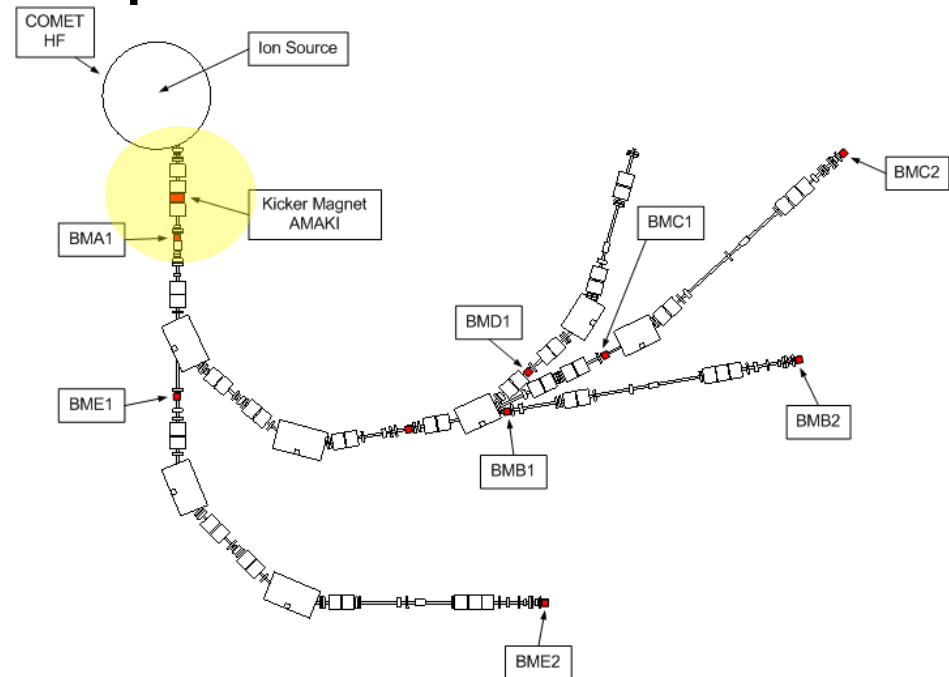 COMET
HF
Ion Source
BMC2
Kicker Magnet
AMAKI
BMC1
BMA1
BMD1
BME1
BMB2
BMB1
BME2